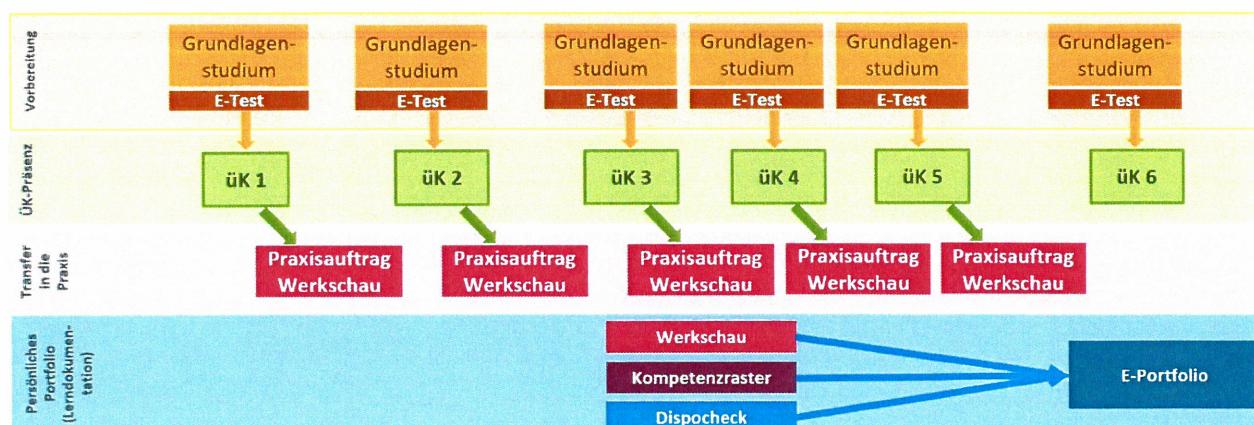 Vorbereitung
Grundlagen-
studium
E-Test
Grundlagen-
studium
E-Test
Grundlagen-
studium
E-Test
Grundlagen-
studium
E-Test
Grundlagen-
studium
E-Test
Grundlagen-
studium
E-Test
ÜK-Präsenz
üK 1
üK 2
üK 3
üK 4
üK 5
üK 6
Transfer
in die
Praxis
Praxisauftrag
Werkschau
Praxisauftrag
Werkschau
Praxisauftrag
Werkschau
Praxisauftrag
Werkschau
Praxisauftrag
Werkschau
Persönliches
Portfolio
(Lerndokumen-
tation)
Werkschau
Kompetenzraster
Dispocheck
E-Portfolio